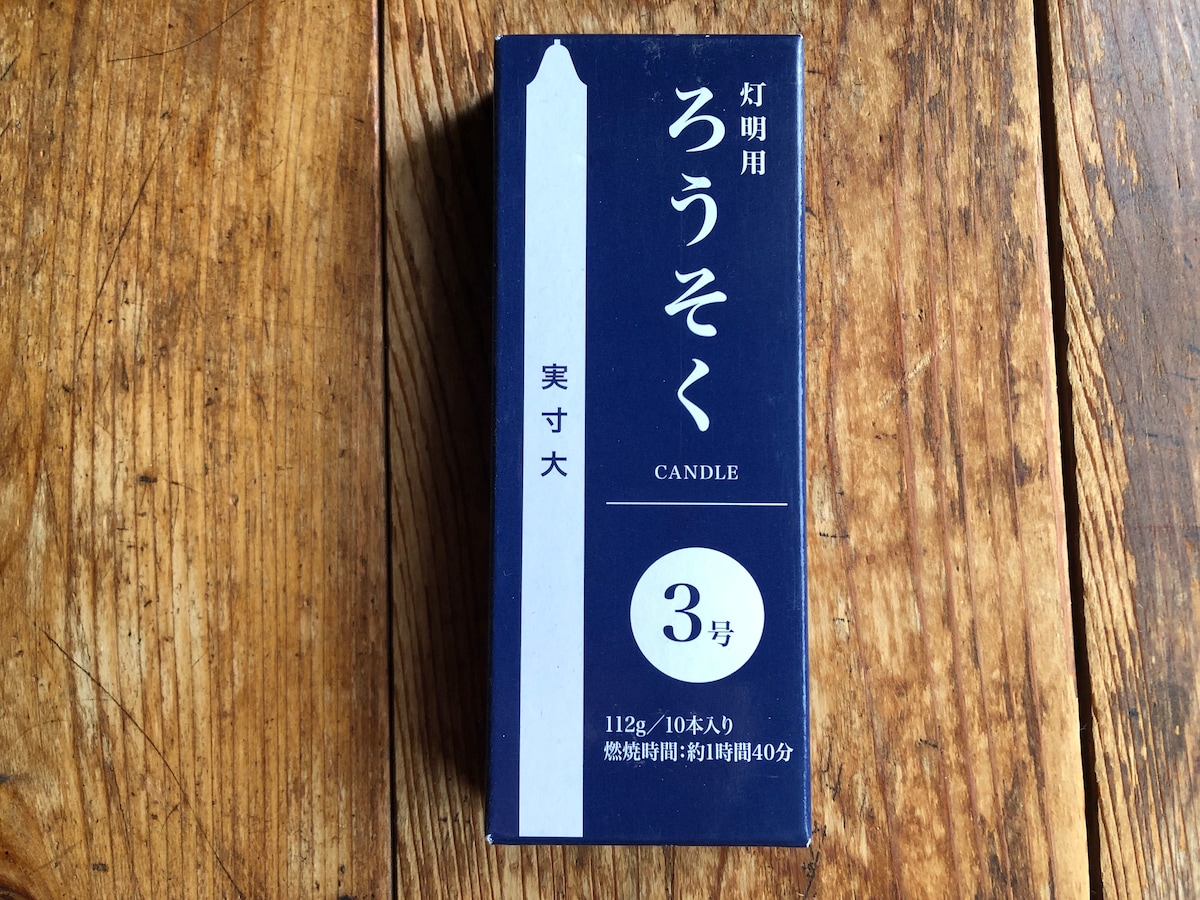 灯明用
ろうそく
実寸大
CANDLE
3号
112g／10本入り
燃焼時間：約1時間40分